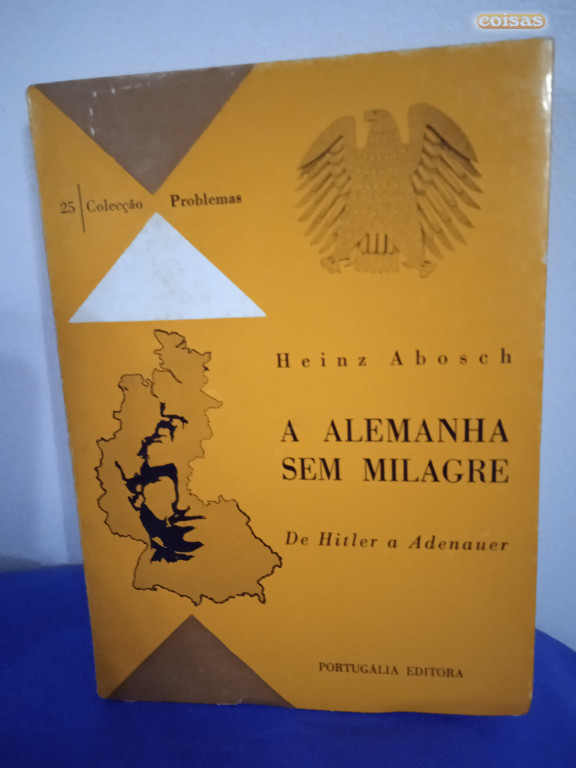 coisas
25 Colecção Problemas
Heinz Abosch
A ALEMANHA
SEM MILAGRE
De Hitler a Adenauer
PORTUGÁLIA EDITORA